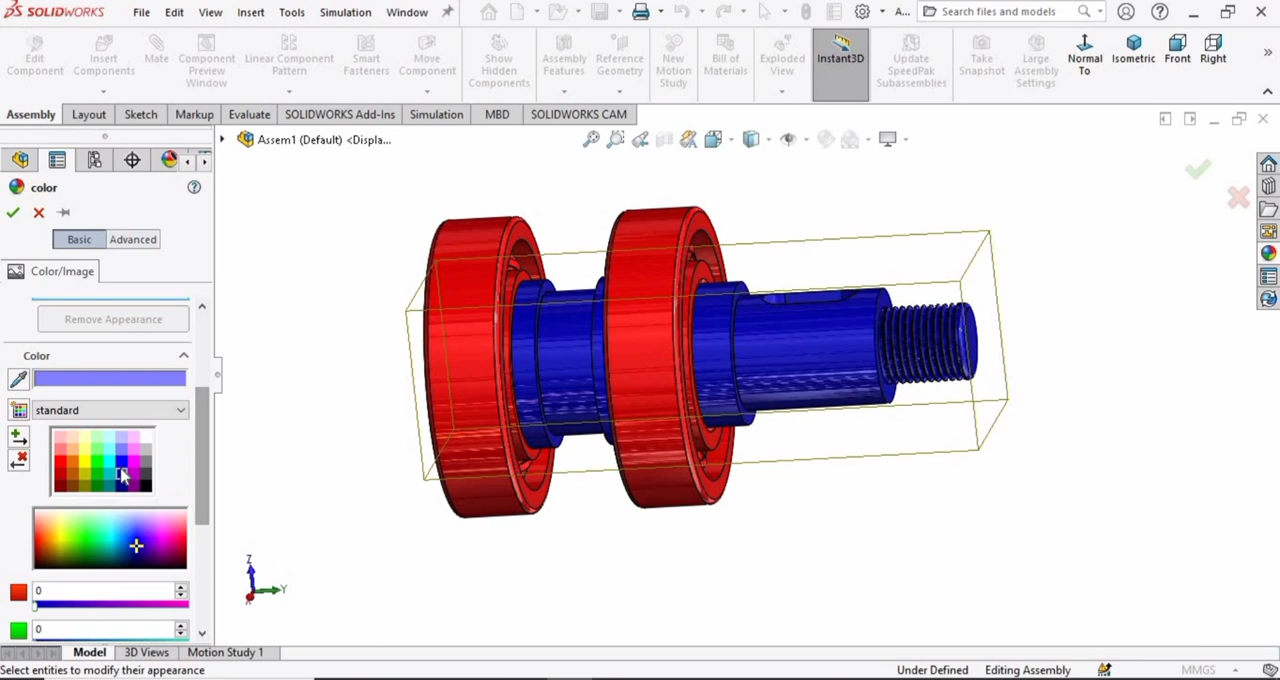 SOLIDWORKS
File Edit View Insert Tools Simulation Window
A...
Search files and models
Edit Component
Insert Components
Mate
Component Preview Window
Linear Component Pattern
Smart Fasteners
Move Component
Show Hidden Components
Assembly Features
Reference Geometry
New Motion Study
Bill of Materials
Exploded View
Instant3D
Update SpeedPak Subassemblies
Take Snapshot
Large Assembly Settings
Normal To
Isometric
Front
Right
Assembly Layout Sketch Markup Evaluate SOLIDWORKS Add-Ins Simulation MBD SOLIDWORKS CAM
Assem1 (Default) <Displa...
color
Basic Advanced
Color/Image
Remove Appearance
Color
standard
0
0
Z
Y
X
Model 3D Views Motion Study 1
Select entities to modify their appearance
Under Defined Editing Assembly MMGS